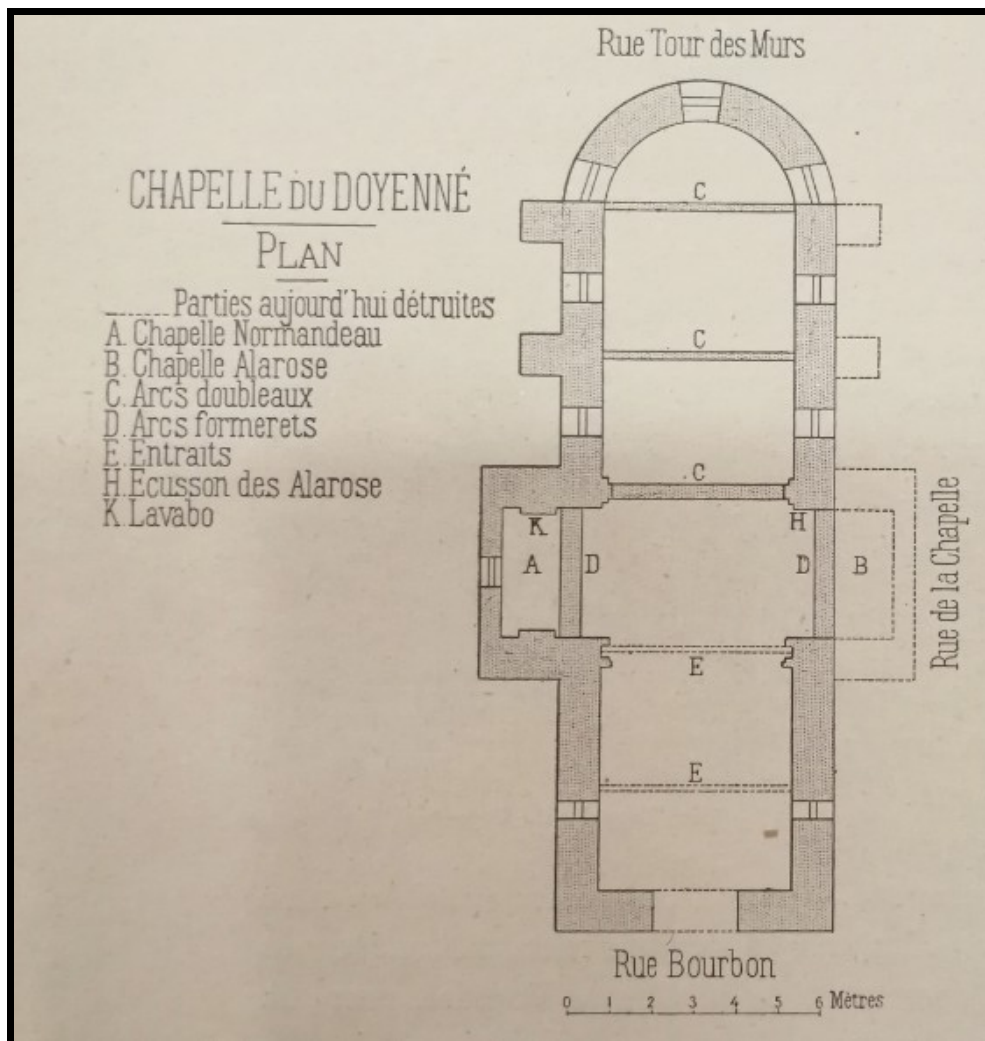 Rue Tour des Murs
CHAPELLE DU DOYENNÉ
PLAN
Parties aujourd'hui détruites
A. Chapelle Normandeau
B. Chapelle Alarose
C. Arcs doubleaux
D. Arcs formerets
E. Entraits
H. Ecusson des Alarose
K. Lavabo
C
C
C
K
H
A
D
D
B
E
E
Rue de la Chapelle
Rue Bourbon
0 1 2 3 4 5 6 Mètres